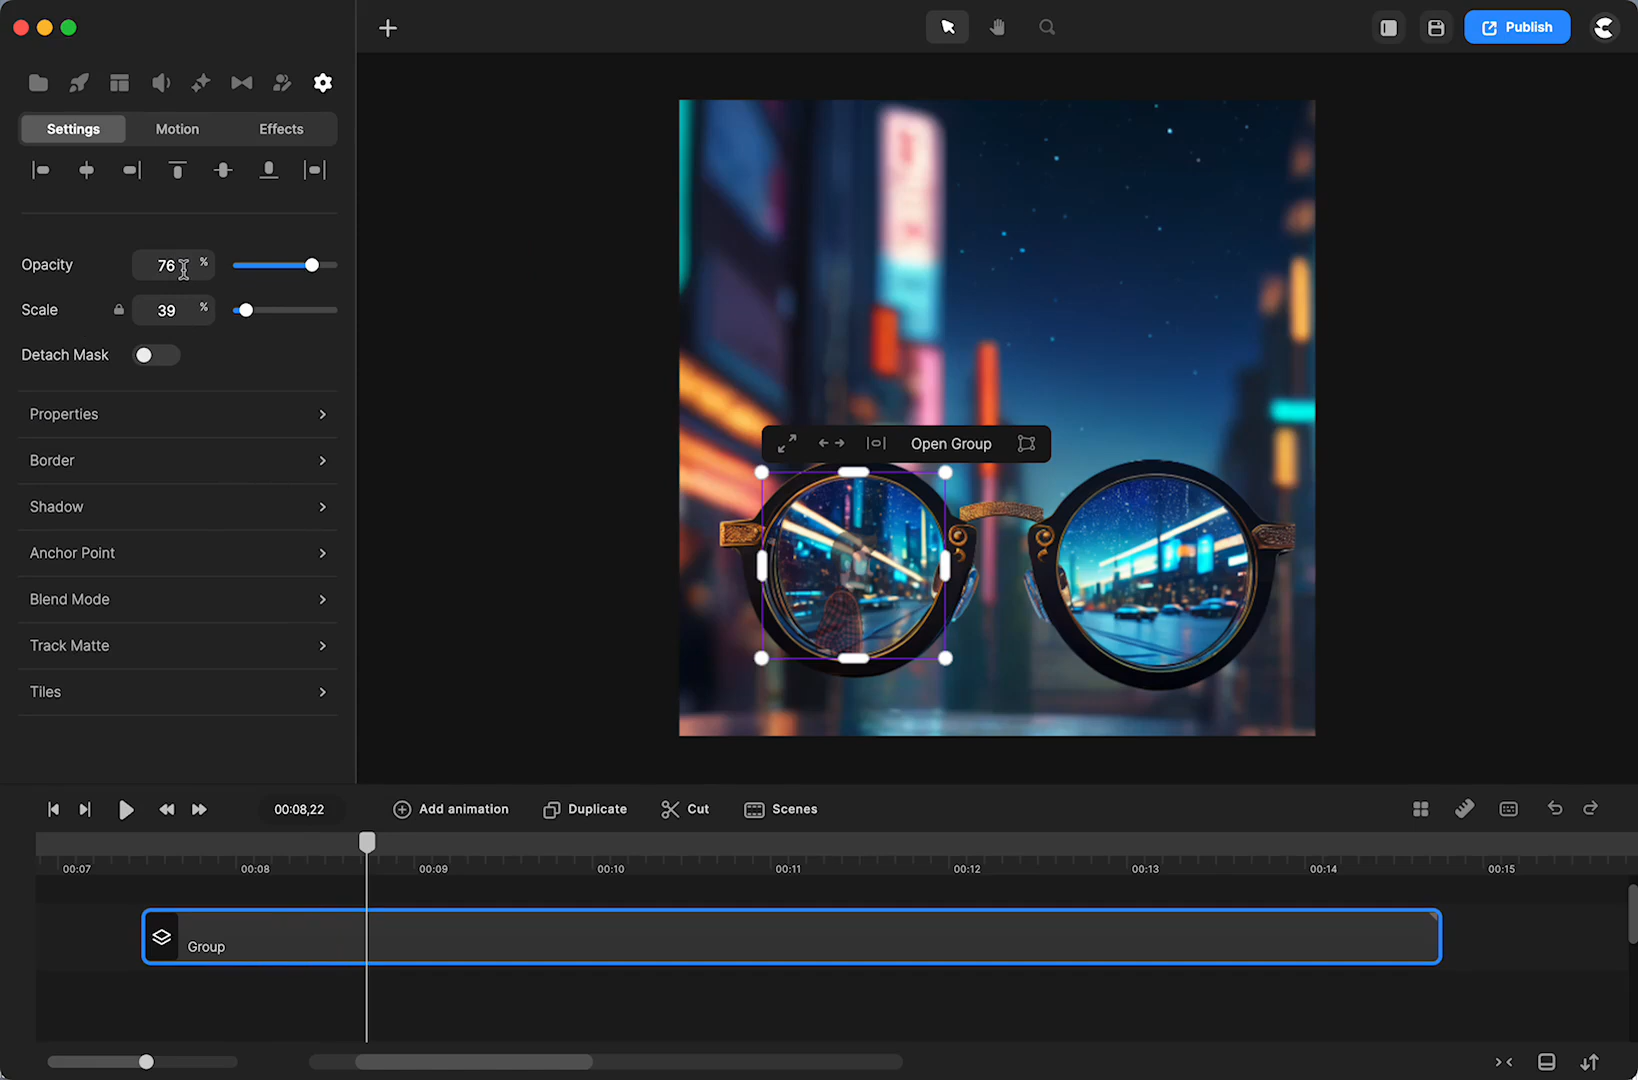 Publish
Settings
Motion
Effects
Opacity
76
%
Scale
39
%
Detach Mask
Properties
Border
Shadow
Anchor Point
Blend Mode
Track Matte
Tiles
Open Group
00:08,22
Add animation
Duplicate
Cut
Scenes
00:07
00:08
00:09
00:10
00:11
00:12
00:13
00:14
00:15
Group